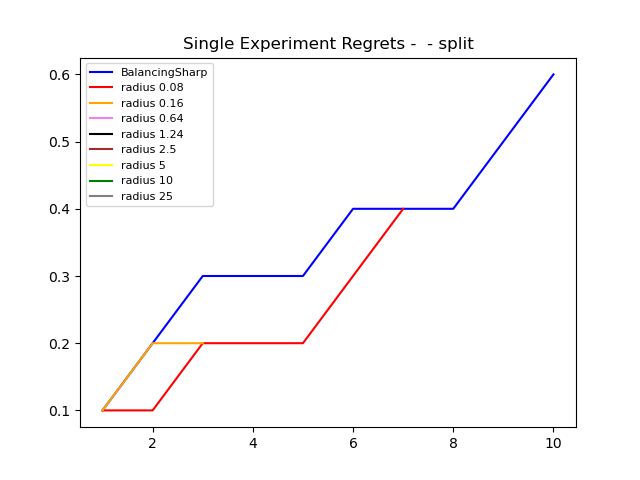 Single Experiment Regrets -  - split
BalancingSharp
radius 0.08
radius 0.16
radius 0.64
radius 1.24
radius 2.5
radius 5
radius 10
radius 25
0.6
0.5
0.4
0.3
0.2
0.1
2 4 6 8 10